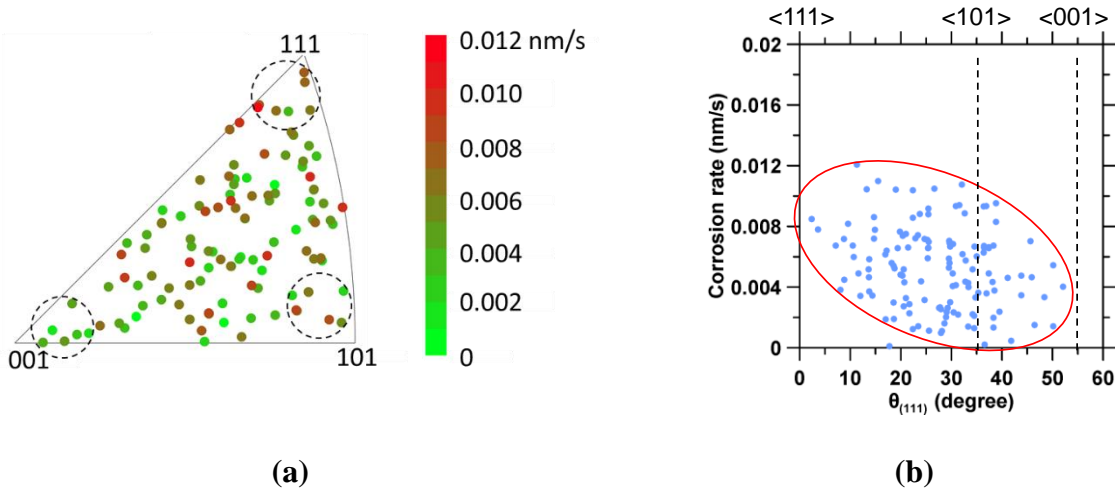 111
001
101
0.012 nm/s
0.010
0.008
0.006
0.004
0.002
0
(a)
<111> <101> <001>
0.02
0.016
0.012
0.008
0.004
0
Corrosion rate (nm/s)
0 10 20 30 40 50 60
θ(111) (degree)
(b)